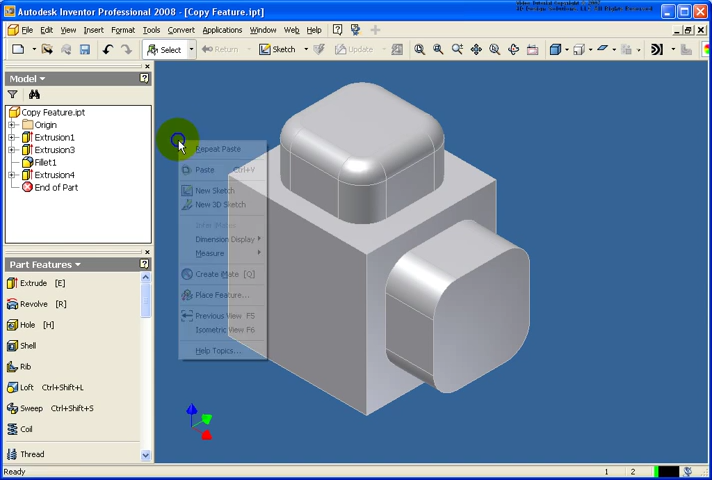 Autodesk Inventor Professional 2008 - [Copy Feature.ipt]
File Edit View Insert Format Tools Convert Applications Window Web Help
Select Return Sketch Update
Model
Copy Feature.ipt
Origin
Extrusion1
Extrusion3
Fillet1
Extrusion4
End of Part
Repeat Paste
Paste Ctrl+V
New Sketch
New 3D Sketch
Dimension Display
Measure
Create iMate [Q]
Place Feature...
Previous View F5
Isometric View F6
Help Topics...
Part Features
Extrude [E]
Revolve [R]
Hole [H]
Shell
Rib
Loft Ctrl+Shift+L
Sweep Ctrl+Shift+S
Coil
Thread
Ready
1 2